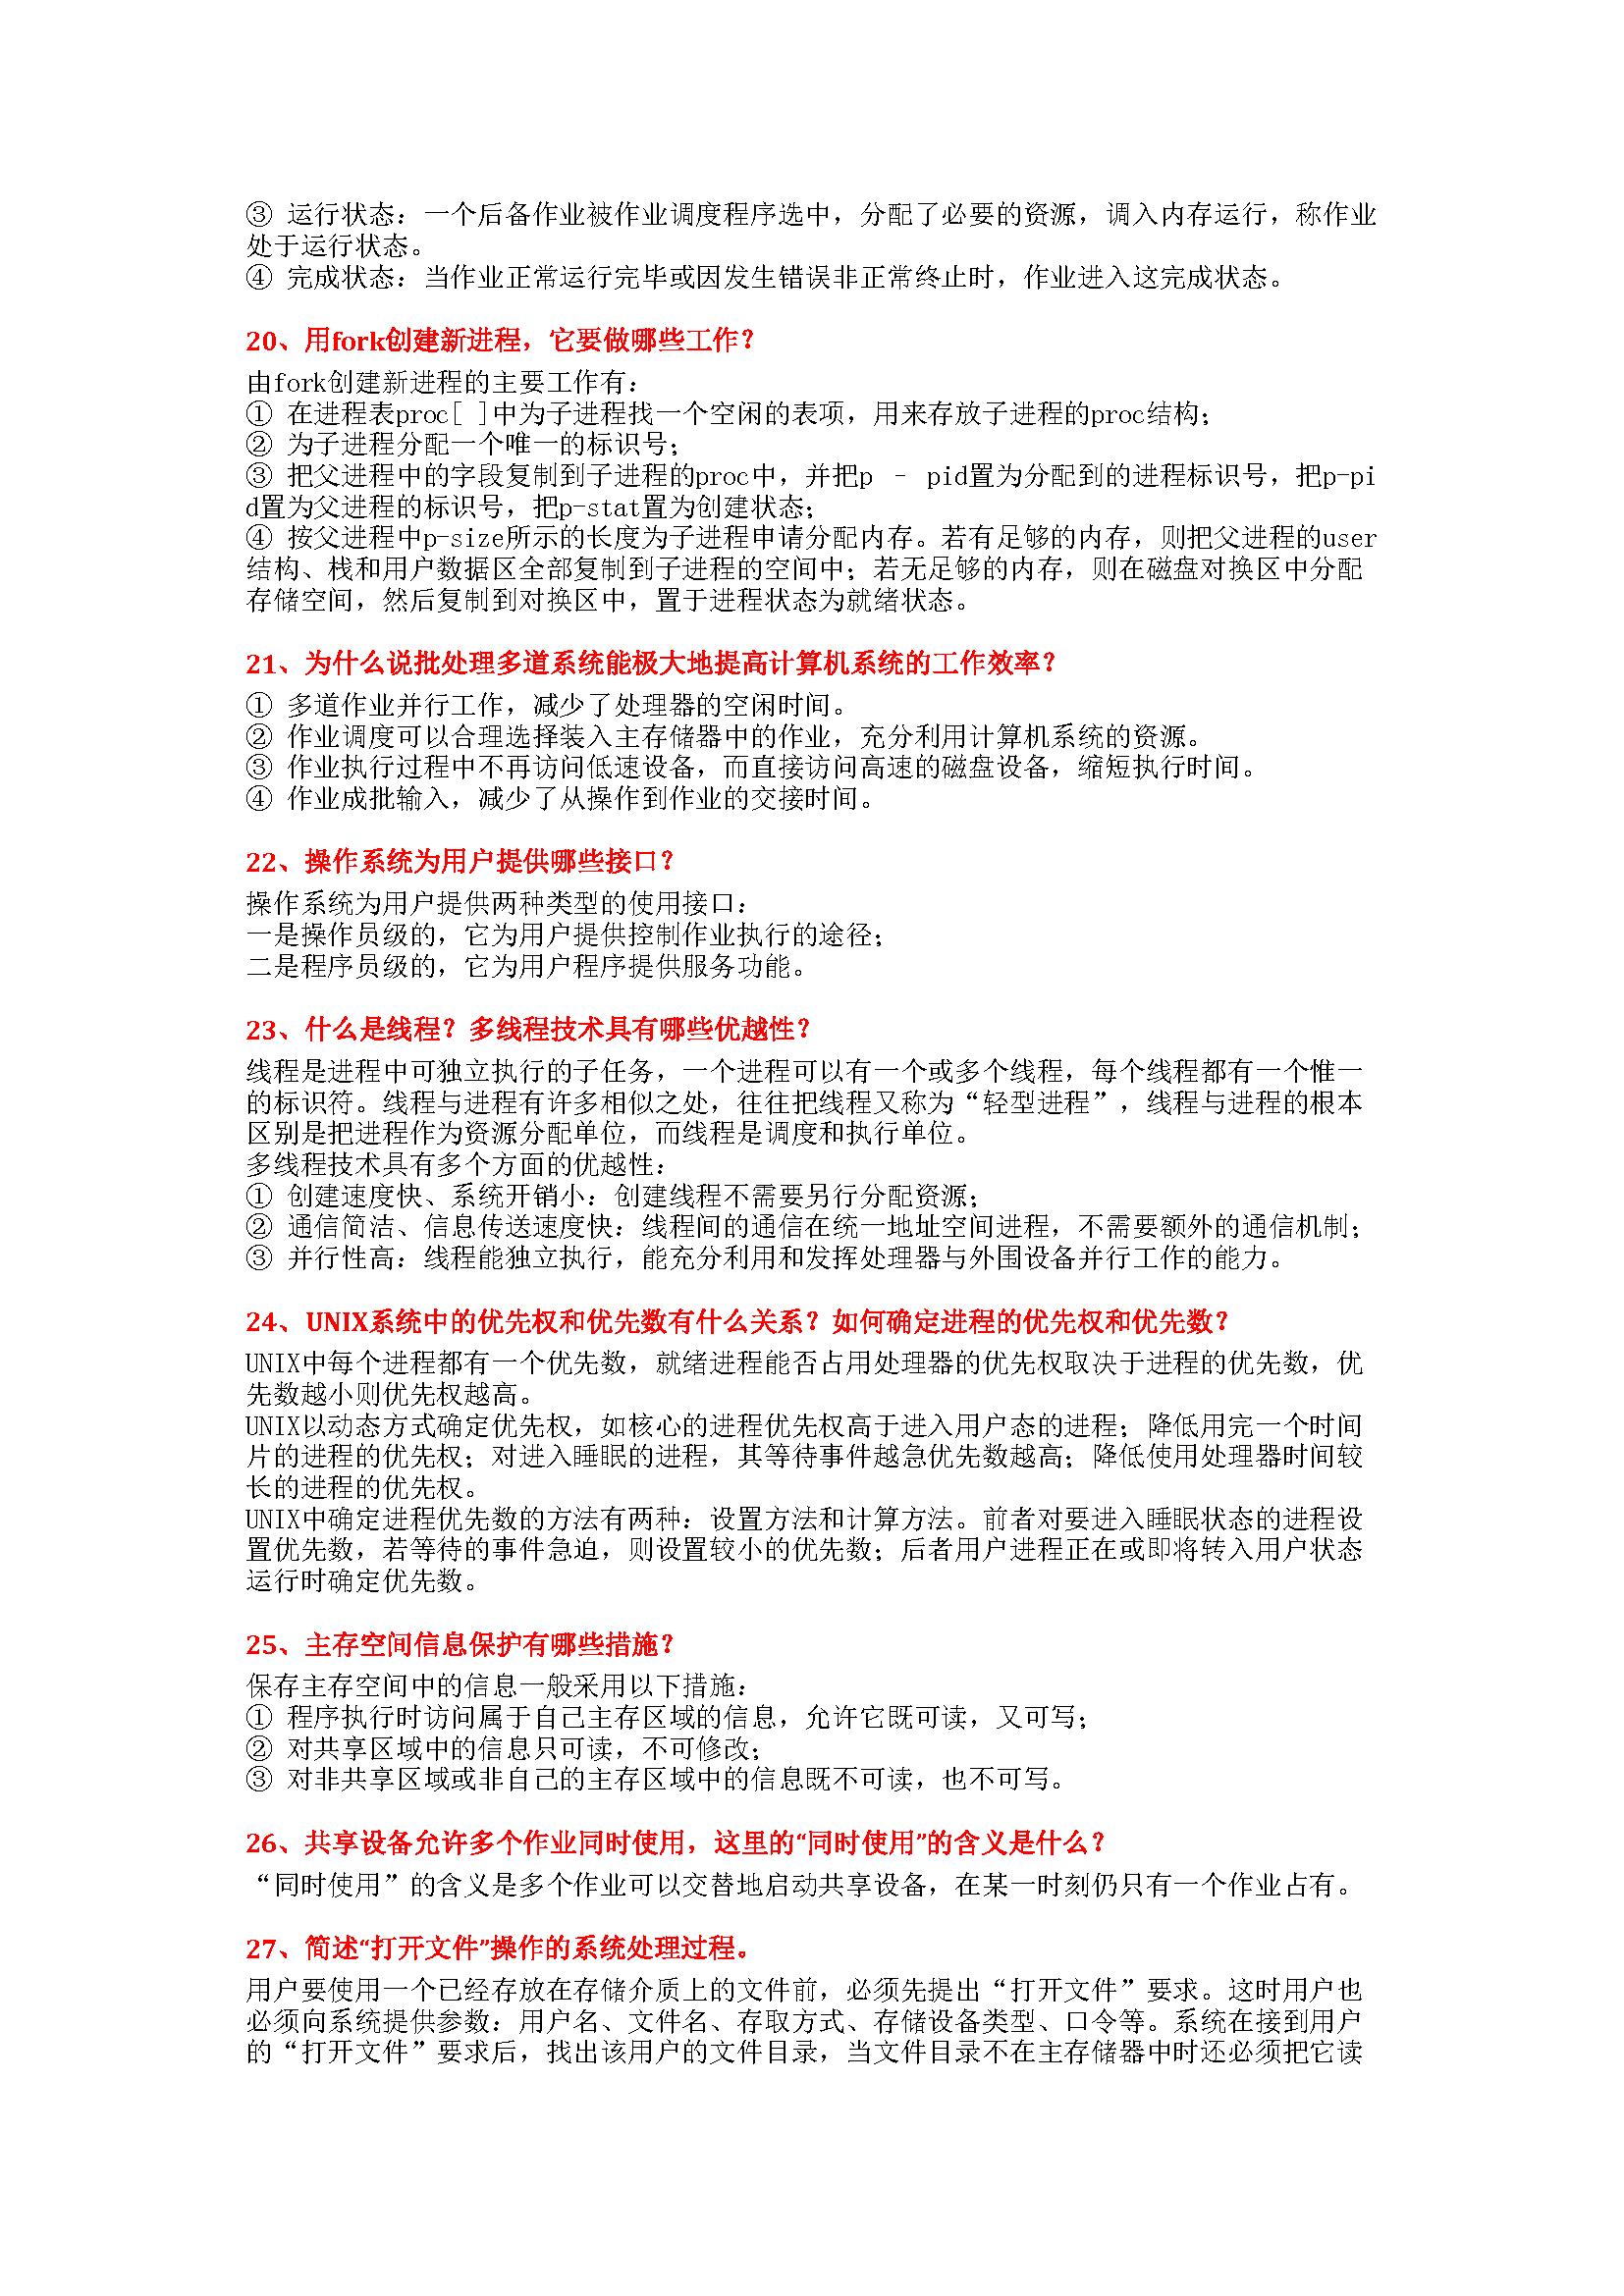 ③ 运行状态：一个后备作业被作业调度程序选中，分配了必要的资源，调入内存运行，称作业
处于运行状态。
④ 完成状态：当作业正常运行完毕或因发生错误非正常终止时，作业进入这完成状态。
20、用fork创建新进程，它要做哪些工作？
由fork创建新进程的主要工作有：
① 在进程表proc[ ]中为子进程找一个空闲的表项，用来存放子进程的proc结构；
② 为子进程分配一个唯一的标识号；
③ 把父进程中的字段复制到子进程的proc中，并把p － pid置为分配到的进程标识号，把p-pi
d置为父进程的标识号，把p-stat置为创建状态；
④ 按父进程中p-size所示的长度为子进程申请分配内存。若有足够的内存，则把父进程的user
结构、栈和用户数据区全部复制到子进程的空间中；若无足够的内存，则在磁盘对换区中分配
存储空间，然后复制到对换区中，置于进程状态为就绪状态。
21、为什么说批处理多道系统能极大地提高计算机系统的工作效率？
① 多道作业并行工作，减少了处理器的空闲时间。
② 作业调度可以合理选择装入主存储器中的作业，充分利用计算机系统的资源。
③ 作业执行过程中不再访问低速设备，而直接访问高速的磁盘设备，缩短执行时间。
④ 作业成批输入，减少了从操作到作业的交接时间。
22、操作系统为用户提供哪些接口？
操作系统为用户提供两种类型的使用接口：
一是操作员级的，它为用户提供控制作业执行的途径；
二是程序员级的，它为用户程序提供服务功能。
23、什么是线程？多线程技术具有哪些优越性？
线程是进程中可独立执行的子任务，一个进程可以有一个或多个线程，每个线程都有一个惟一
的标识符。线程与进程有许多相似之处，往往把线程又称为“轻型进程”，线程与进程的根本
区别是把进程作为资源分配单位，而线程是调度和执行单位。
多线程技术具有多个方面的优越性：
① 创建速度快、系统开销小：创建线程不需要另行分配资源；
② 通信简洁、信息传送速度快：线程间的通信在统一地址空间进程，不需要额外的通信机制；
③ 并行性高：线程能独立执行，能充分利用和发挥处理器与外围设备并行工作的能力。
24、UNIX系统中的优先权和优先数有什么关系？如何确定进程的优先权和优先数？
UNIX中每个进程都有一个优先数，就绪进程能否占用处理器的优先权取决于进程的优先数，优
先数越小则优先权越高。
UNIX以动态方式确定优先权，如核心的进程优先权高于进入用户态的进程；降低用完一个时间
片的进程的优先权；对进入睡眠的进程，其等待事件越急优先数越高；降低使用处理器时间较
长的进程的优先权。
UNIX中确定进程优先数的方法有两种：设置方法和计算方法。前者对要进入睡眠状态的进程设
置优先数，若等待的事件急迫，则设置较小的优先数；后者用户进程正在或即将转入用户状态
运行时确定优先数。
25、主存空间信息保护有哪些措施？
保存主存空间中的信息一般采用以下措施：
① 程序执行时访问属于自己主存区域的信息，允许它既可读，又可写；
② 对共享区域中的信息只可读，不可修改；
③ 对非共享区域或非自己的主存区域中的信息既不可读，也不可写。
26、共享设备允许多个作业同时使用，这里的“同时使用”的含义是什么？
“同时使用”的含义是多个作业可以交替地启动共享设备，在某一时刻仍只有一个作业占有。
27、简述“打开文件”操作的系统处理过程。
用户要使用一个已经存放在存储介质上的文件前，必须先提出“打开文件”要求。这时用户也
必须向系统提供参数：用户名、文件名、存取方式、存储设备类型、口令等。系统在接到用户
的“打开文件”要求后，找出该用户的文件目录，当文件目录不在主存储器中时还必须把它读